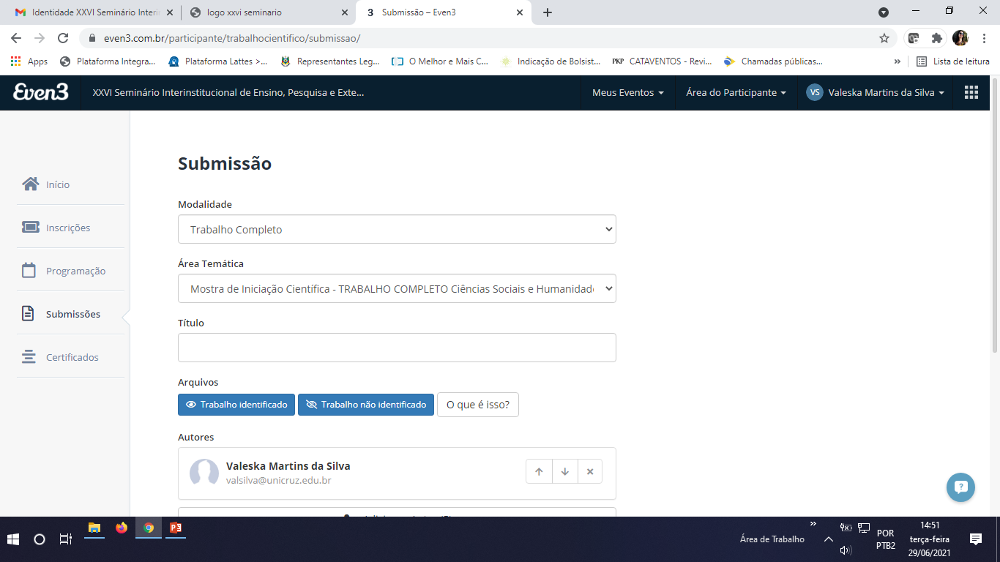 Identidade XXVI Seminário Interi
logo xxvi seminario
3 Submissão – Even3
even3.com.br/participante/trabalhocientifico/submissao/
Apps
Plataforma Integra...
Plataforma Lattes >...
Representantes Leg...
O Melhor e Mais C...
Indicação de Bolsist...
PKP CATAVENTOS - Revi...
Chamadas públicas...
»
Lista de leitura
Even3
XXVI Seminário Interinstitucional de Ensino, Pesquisa e Exte...
Meus Eventos
Área do Participante
VS Valeska Martins da Silva
Início
Inscrições
Programação
Submissões
Certificados
Submissão
Modalidade
Trabalho Completo
Área Temática
Mostra de Iniciação Científica - TRABALHO COMPLETO Ciências Sociais e Humanidad
Título
Arquivos
Trabalho identificado
Trabalho não identificado
O que é isso?
Autores
Valeska Martins da Silva
valsilva@unicruz.edu.br
Área de Trabalho
»
POR
PTB2
14:51
terça-feira
29/06/2021